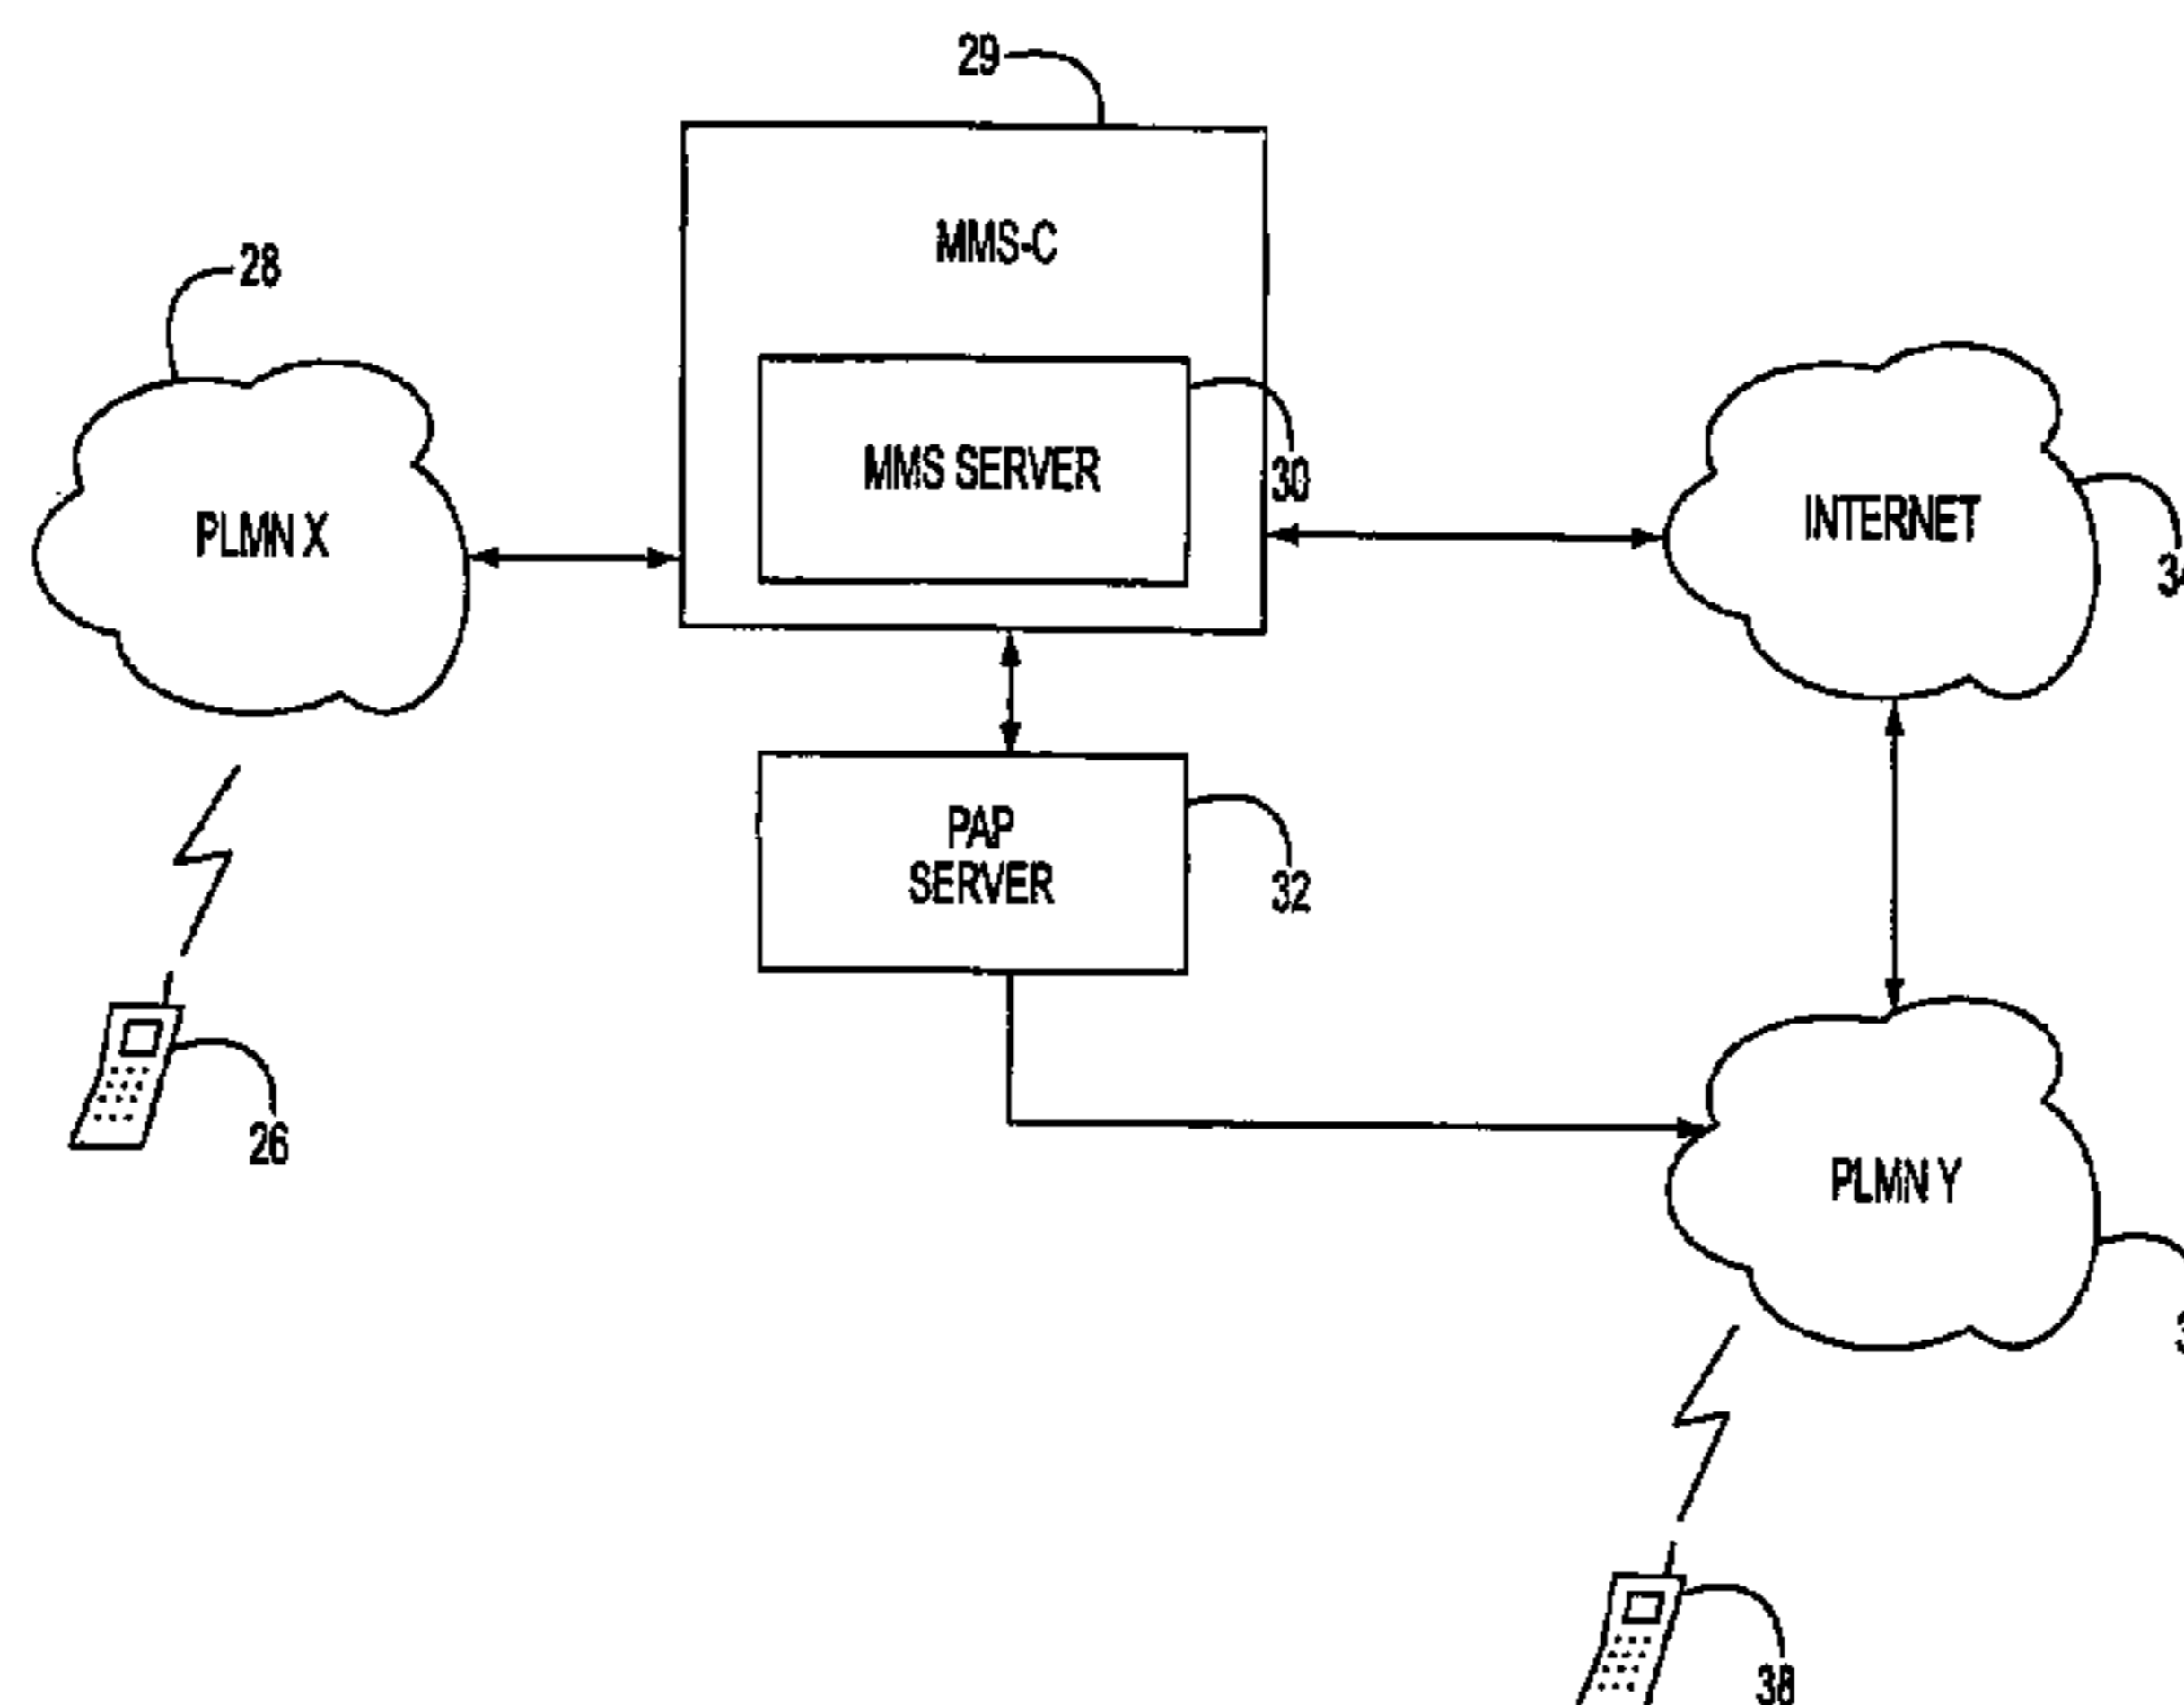 29
MMS-C
28
MMS SERVER
30
PLMN X
INTERNET
PAP
SERVER
32
26
PLMN Y
38